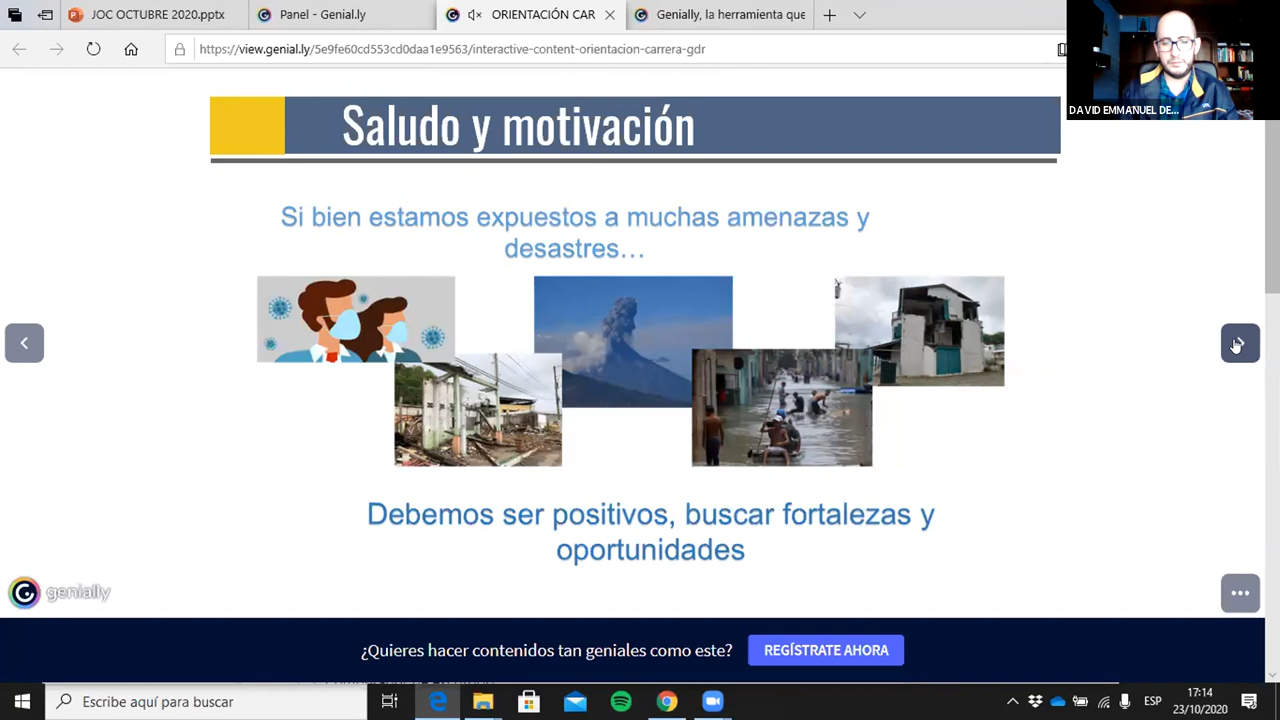 JOC OCTUBRE 2020.pptx
Panel - Genial.ly
ORIENTACIÓN CAR
Genially, la herramienta que
https://view.genial.ly/5e9fe60cd553cd0daa1e9563/interactive-content-orientacion-carrera-gdr
DAVID EMMANUEL DE...
Saludo y motivación
Si bien estamos expuestos a muchas amenazas y
desastres…
Debemos ser positivos, buscar fortalezas y
oportunidades
genially
¿Quieres hacer contenidos tan geniales como este?
REGÍSTRATE AHORA
Escribe aquí para buscar
ESP
17:14
23/10/2020